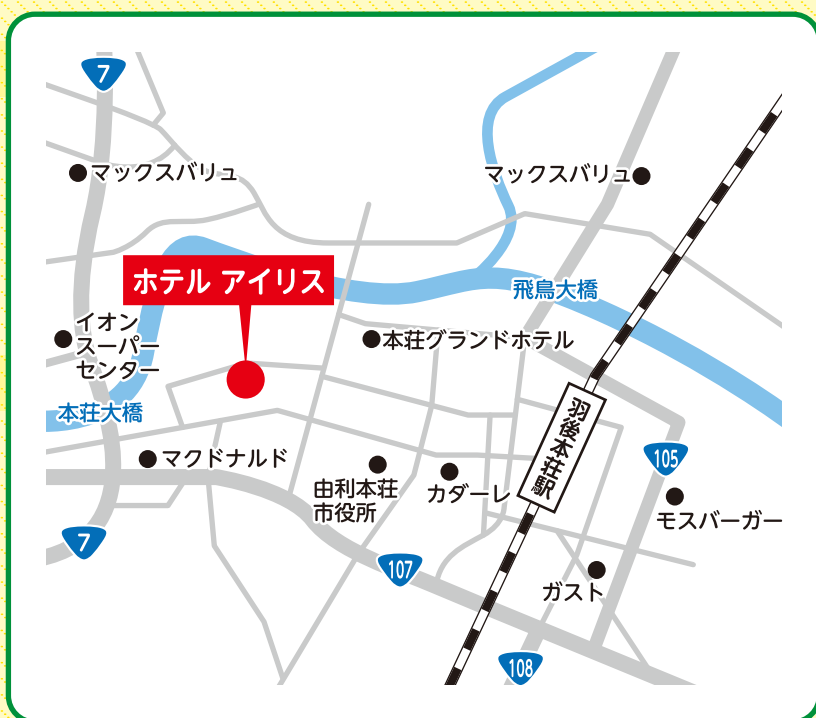 7
マックスバリュ
マックスバリュ
ホテル アイリス
飛鳥大橋
イオン
スーパー
センター
本荘グランドホテル
本荘大橋
マクドナルド
羽後本荘駅
105
由利本荘
市役所
カダーレ
モスバーガー
7
107
ガスト
108